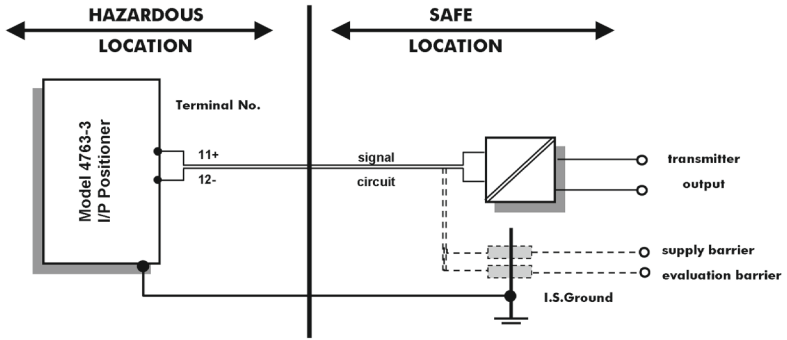 HAZARDOUS
LOCATION
SAFE
LOCATION
Model 4763-3
I/P Positioner
Terminal No.
11+
12-
signal
circuit
transmitter
output
supply barrier
evaluation barrier
I.S.Ground